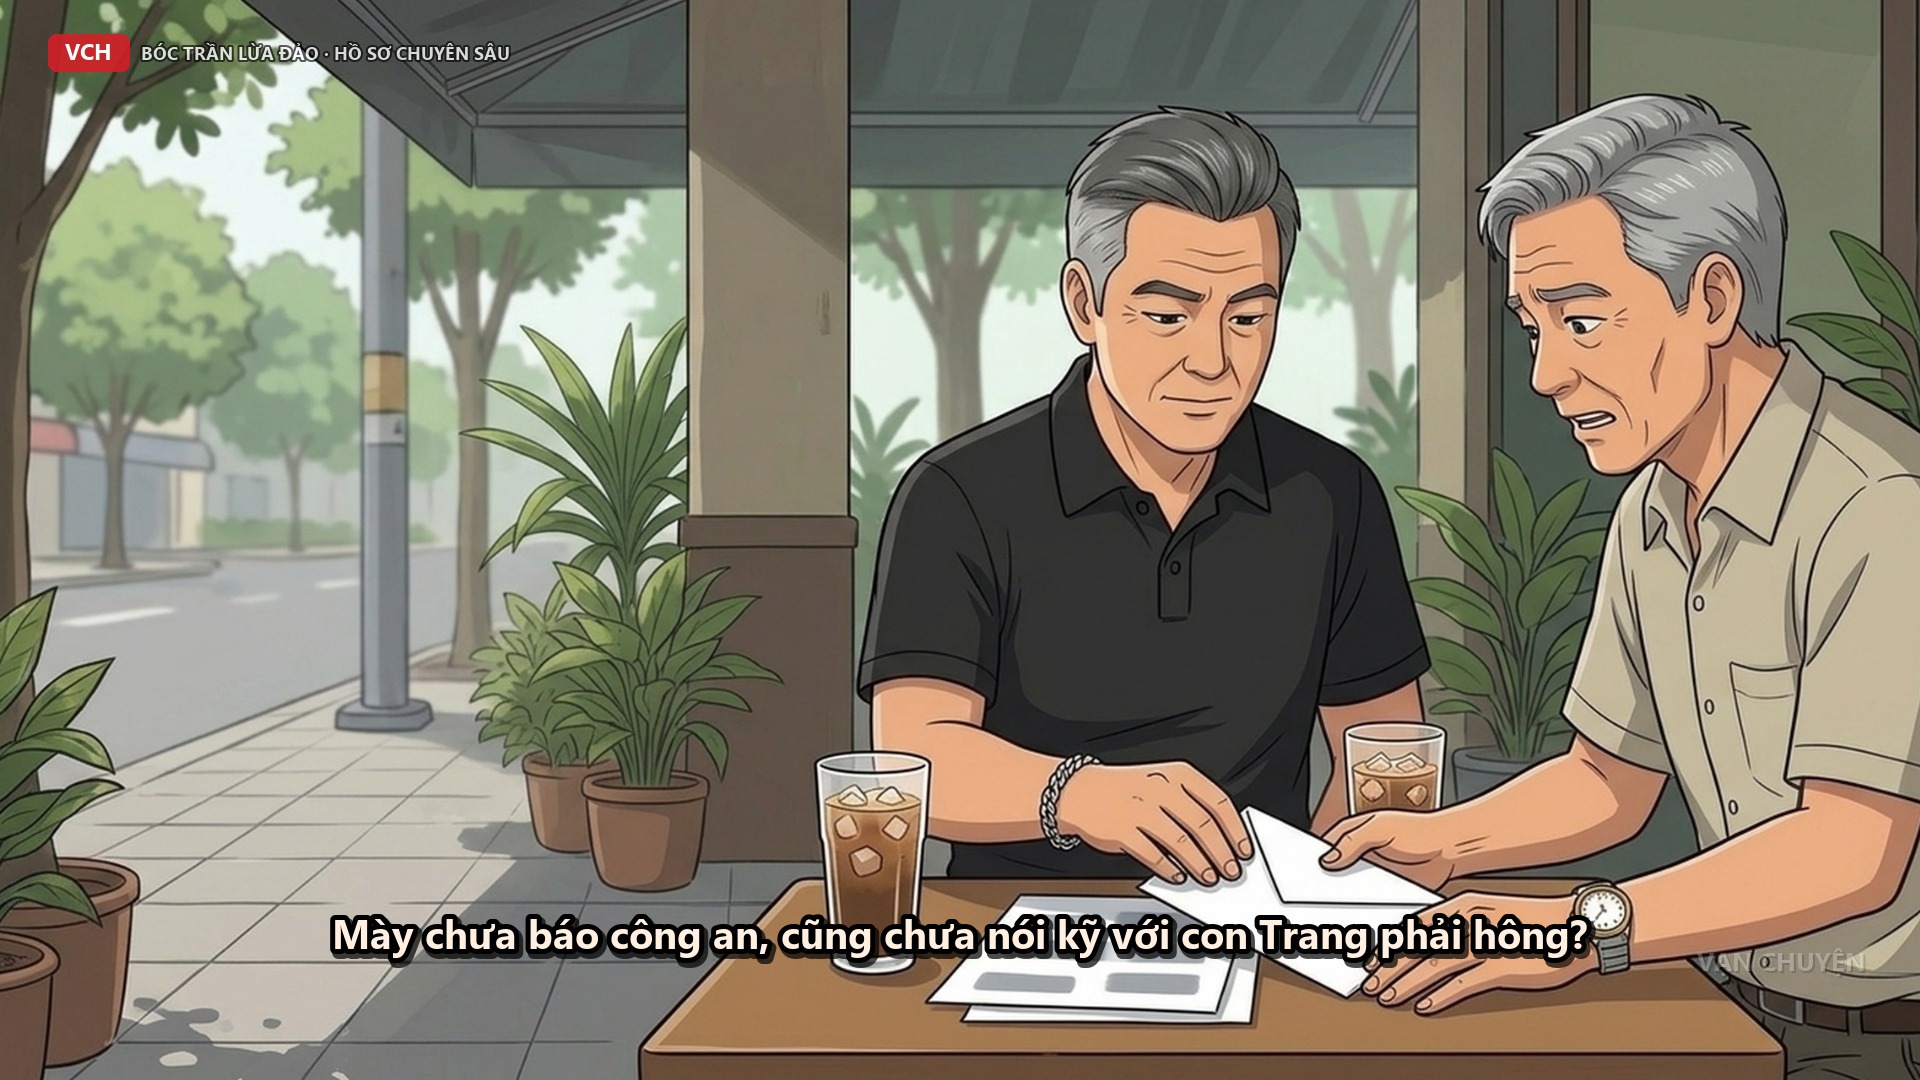 VCH
BÓC TRẦN LỪA ĐẢO · HỒ SƠ CHUYÊN SÂU
Mày chưa báo công an, cũng chưa nói kỹ với con Trang phải hông?
VẠN CHUYỆN